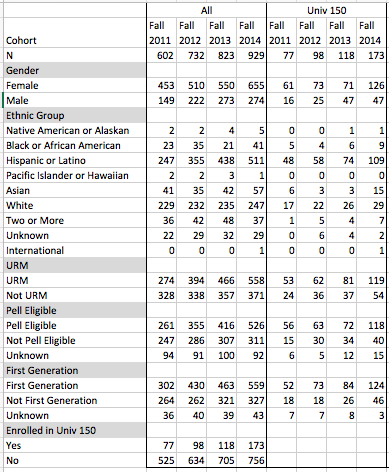 All Univ 150
Fall Fall Fall Fall Fall Fall Fall Fall
Cohort 2011 2012 2013 2014 2011 2012 2013 2014
N 602 732 823 929 77 98 118 173
Gender
Female 453 510 550 655 61 73 71 126
Male 149 222 273 274 16 25 47 47
Ethnic Group
Native American or Alaskan 2 2 4 5 0 0 1 1
Black or African American 23 35 21 41 5 4 6 9
Hispanic or Latino 247 355 438 511 48 58 74 109
Pacific Islander or Hawaiian 2 2 3 1 0 0 0 0
Asian 41 35 42 57 6 3 3 15
White 229 232 235 247 17 22 26 29
Two or More 36 42 48 37 1 5 4 7
Unknown 22 29 32 29 0 6 4 2
International 0 0 0 1 0 0 0 1
URM
URM 274 394 466 558 53 62 81 119
Not URM 328 338 357 371 24 36 37 54
Pell Eligible
Pell Eligible 261 355 416 526 56 63 72 118
Not Pell Eligible 247 286 307 311 15 30 34 40
Unknown 94 91 100 92 6 5 12 15
First Generation
First Generation 302 430 463 559 52 73 84 124
Not First Generation 264 262 321 327 18 18 26 46
Unknown 36 40 39 43 7 7 8 3
Enrolled in Univ 150
Yes 77 98 118 173
No 525 634 705 756